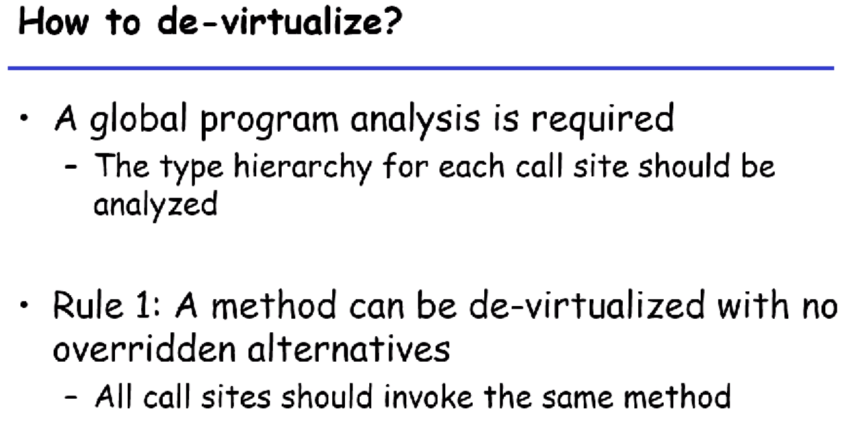 How to de-virtualize?
• A global program analysis is required
- The type hierarchy for each call site should be
analyzed
• Rule 1: A method can be de-virtualized with no
overridden alternatives
- All call sites should invoke the same method